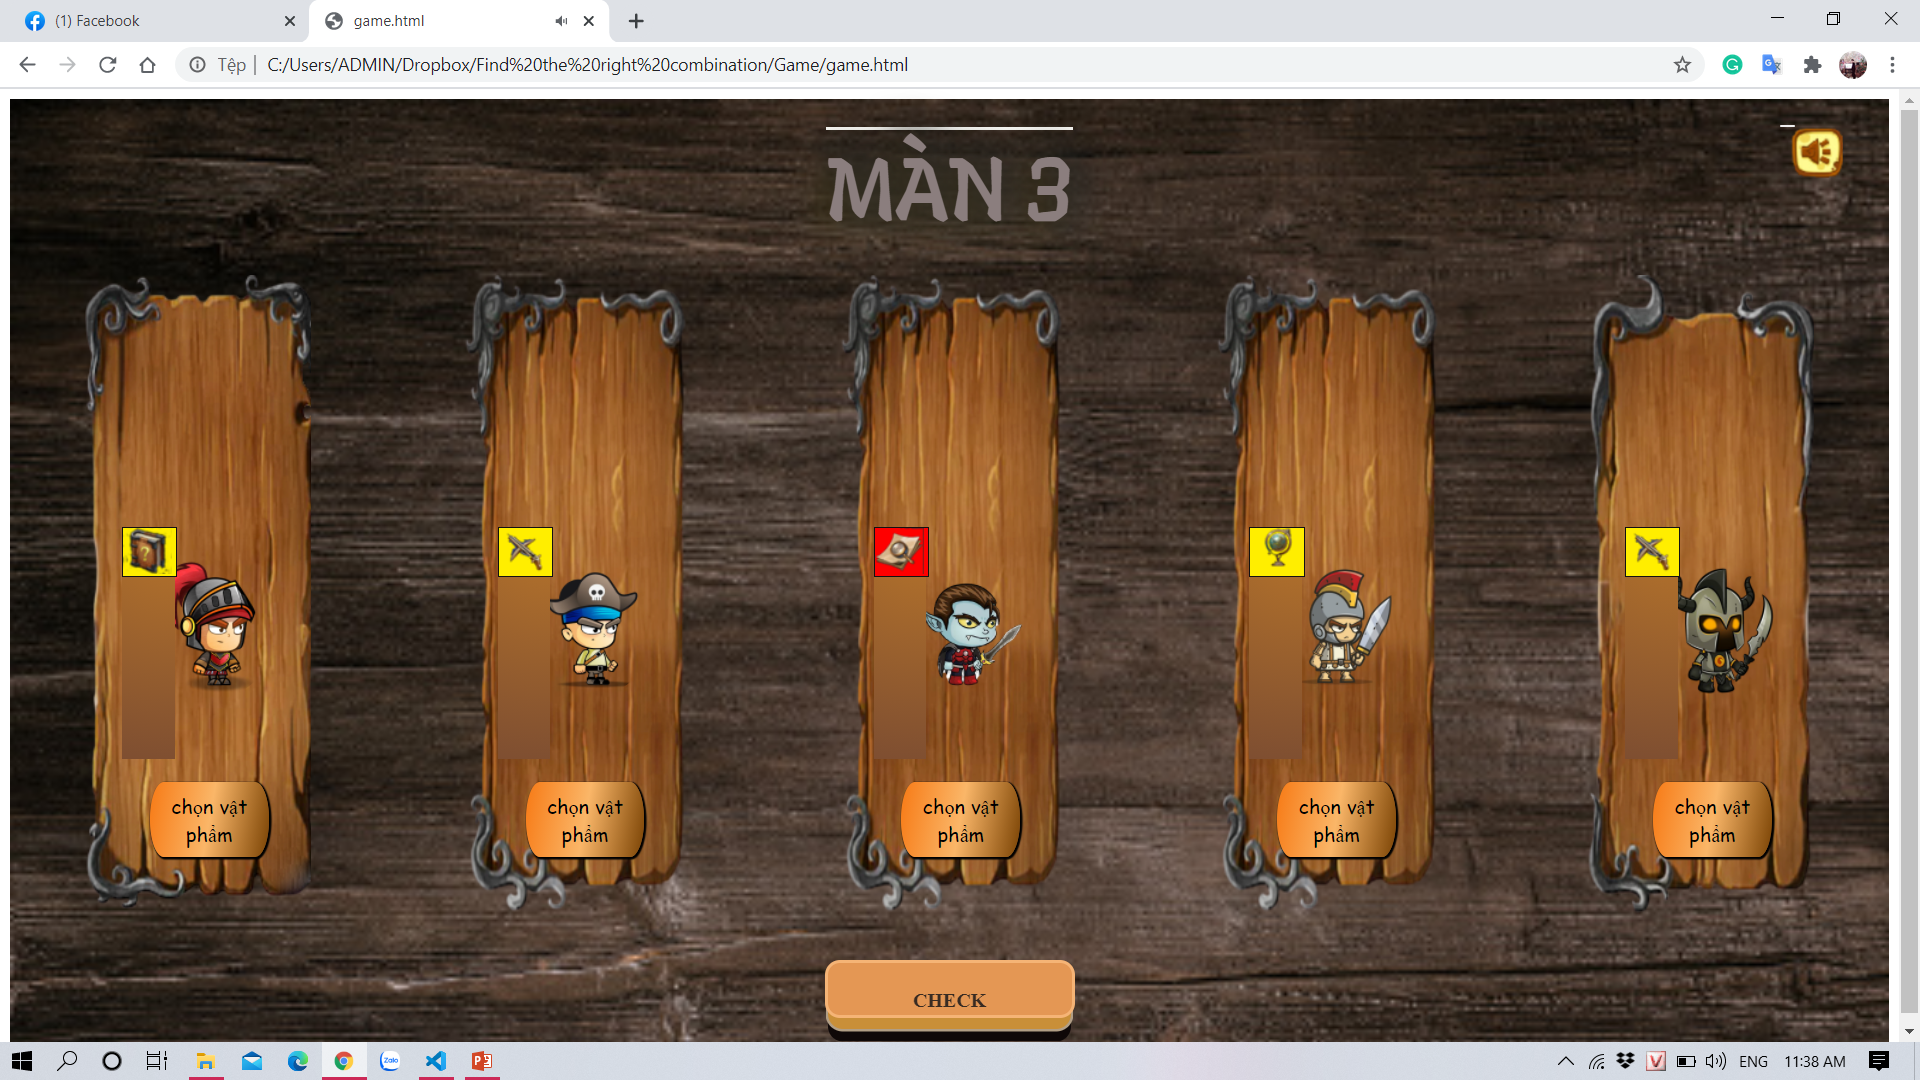 (1) Facebook
game.html
Tệp
C:/Users/ADMIN/Dropbox/Find%20the%20right%20combination/Game/game.html
MÀN 3
chọn vật
phẩm
chọn vật
phẩm
chọn vật
phẩm
chọn vật
phẩm
chọn vật
phẩm
CHECK
Zalo
ENG
11:38 AM